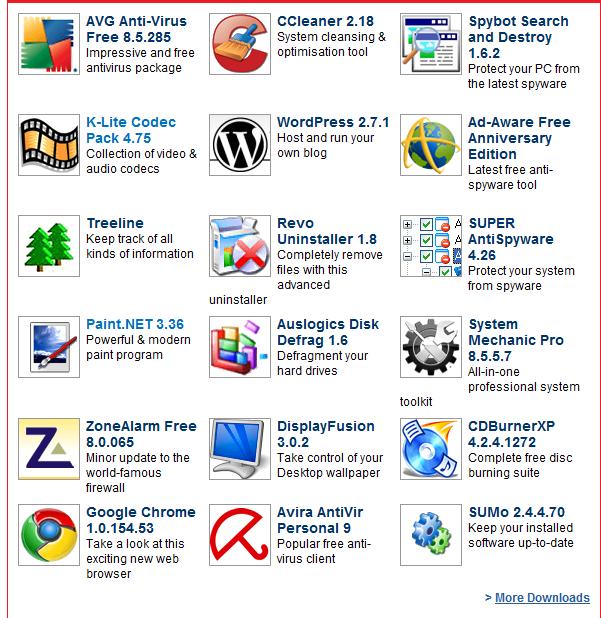 AVG Anti-Virus
Free 8.5.285
Impressive and free
antivirus package
CCleaner 2.18
System cleansing &
optimisation tool
Spybot Search
and Destroy
1.6.2
Protect your PC from
the latest spyware
K-Lite Codec
Pack 4.75
Collection of video &
audio codecs
WordPress 2.7.1
Host and run your
own blog
Ad-Aware Free
Anniversary
Edition
Latest free anti-
spyware tool
Treeline
Keep track of all
kinds of information
Revo
Uninstaller 1.8
Completely remove
files with this
advanced
uninstaller
SUPER
AntiSpyware
4.26
Protect your system
from spyware
Paint.NET 3.36
Powerful & modern
paint program
Auslogics Disk
Defrag 1.6
Defragment your
hard drives
System
Mechanic Pro
8.5.5.7
All-in-one
professional system
toolkit
ZoneAlarm Free
8.0.065
Minor update to the
world-famous
firewall
DisplayFusion
3.0.2
Take control of your
Desktop wallpaper
CDBurnerXP
4.2.4.1272
Complete free disc
burning suite
Google Chrome
1.0.154.53
Take a look at this
exciting new web
browser
Avira AntiVir
Personal 9
Popular free anti-
virus client
SUMo 2.4.4.70
Keep your installed
software up-to-date
> More Downloads